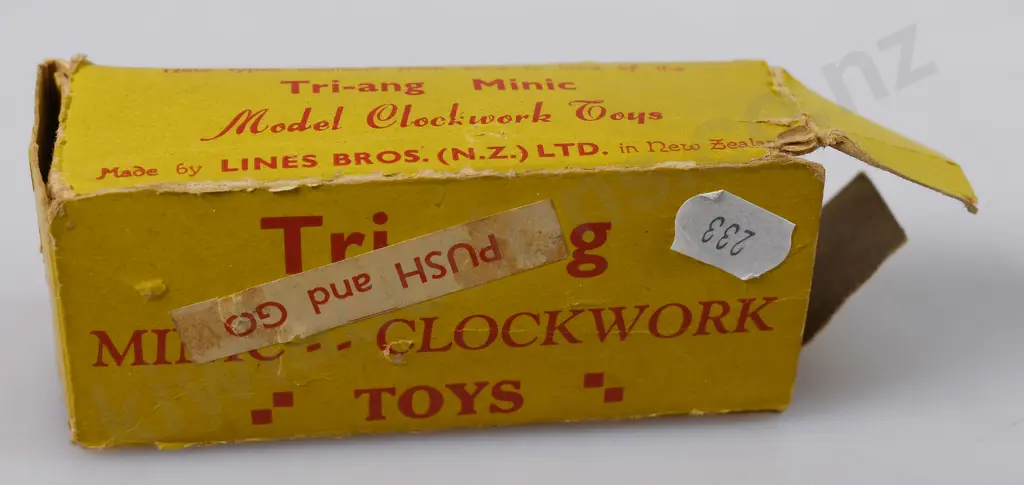 Tri-ang Minic
Model Clockwork Toys
Made by LINES BROS. (N.Z.) LTD. in New Zeala
Tri g
PUSH and GO
233
CLOCKWORK
TOYS